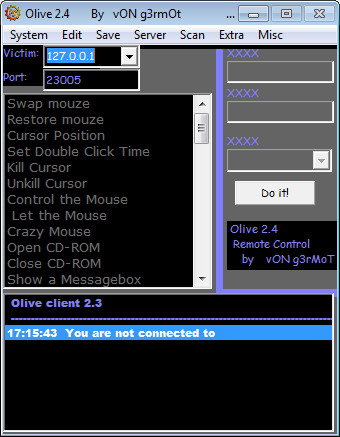 Olive 2.4 By vON g3rmOt ...
System Edit Save Server Scan Extra Misc
Victim: 127.0.0.1
Port: 23005
XXXX
XXXX
XXXX
Swap mouze
Restore mouze
Cursor Position
Set Double Click Time
Kill Cursor
Unkill Cursor
Control the Mouse
Let the Mouse
Crazy Mouse
Open CD-ROM
Close CD-ROM
Show a Messagebox
Do it!
Olive 2.4
Remote Control
by vON g3rMoT
Olive client 2.3
17:15:43 You are not connected to